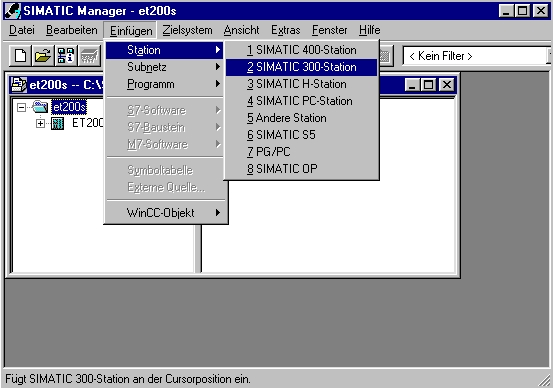 SIMATIC Manager - et200s
Datei Bearbeiten Einfügen Zielsystem Ansicht Extras Fenster Hilfe
< Kein Filter >
Station
Subnetz
Programm
S7-Software
S7-Baustein
M7-Software
Symboltabelle
Externe Quelle...
WinCC-Objekt
1 SIMATIC 400-Station
2 SIMATIC 300-Station
3 SIMATIC H-Station
4 SIMATIC PC-Station
5 Andere Station
6 SIMATIC S5
7 PG/PC
8 SIMATIC OP
et200s -- C:\
et200s
ET200
Fügt SIMATIC 300-Station an der Cursorposition ein.